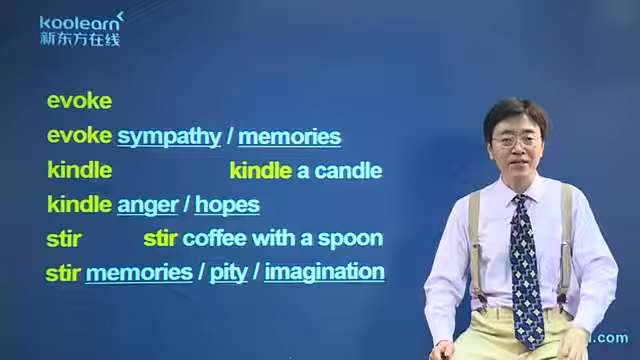 koolearn
新东方在线
evoke
evoke sympathy / memories
kindle kindle a candle
kindle anger / hopes
stir stir coffee with a spoon
stir memories / pity / imagination
.com